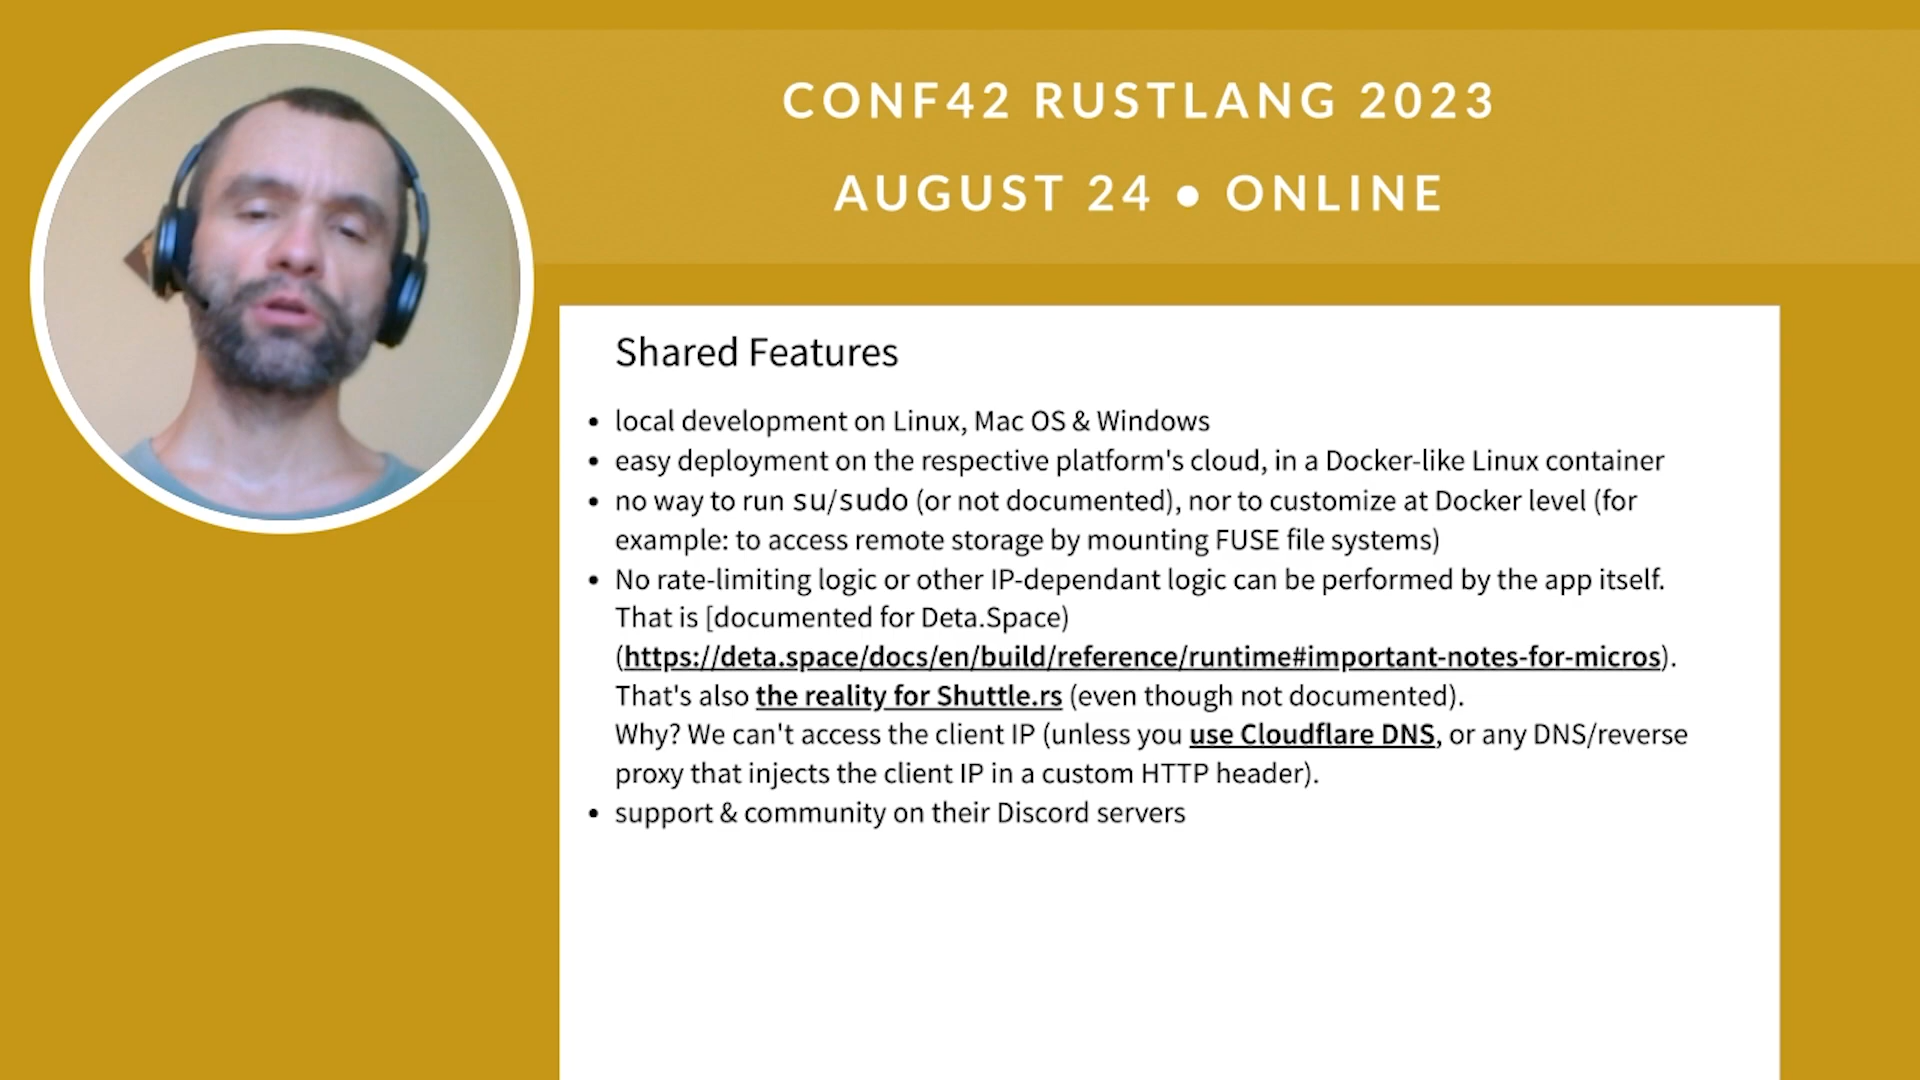 CONF42 RUSTLANG 2023
AUGUST 24 • ONLINE
Shared Features
• local development on Linux, Mac OS & Windows
• easy deployment on the respective platform's cloud, in a Docker-like Linux container
• no way to run su/sudo (or not documented), nor to customize at Docker level (for
example: to access remote storage by mounting FUSE file systems)
• No rate-limiting logic or other IP-dependant logic can be performed by the app itself.
That is [documented for Deta.Space)
(https://deta.space/docs/en/build/reference/runtime#important-notes-for-micros).
That's also the reality for Shuttle.rs (even though not documented).
Why? We can't access the client IP (unless you use Cloudflare DNS, or any DNS/reverse
proxy that injects the client IP in a custom HTTP header).
• support & community on their Discord servers